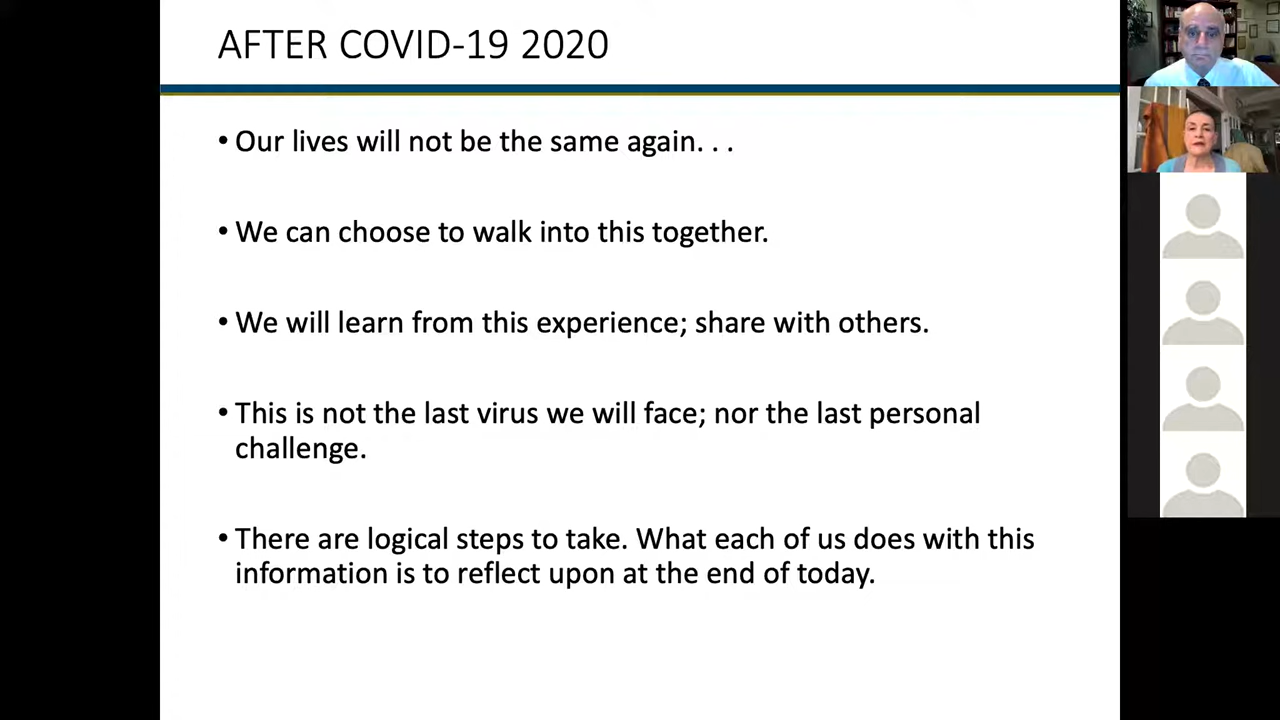 AFTER COVID-19 2020
• Our lives will not be the same again. . .
• We can choose to walk into this together.
• We will learn from this experience; share with others.
• This is not the last virus we will face; nor the last personal
challenge.
• There are logical steps to take. What each of us does with this
information is to reflect upon at the end of today.